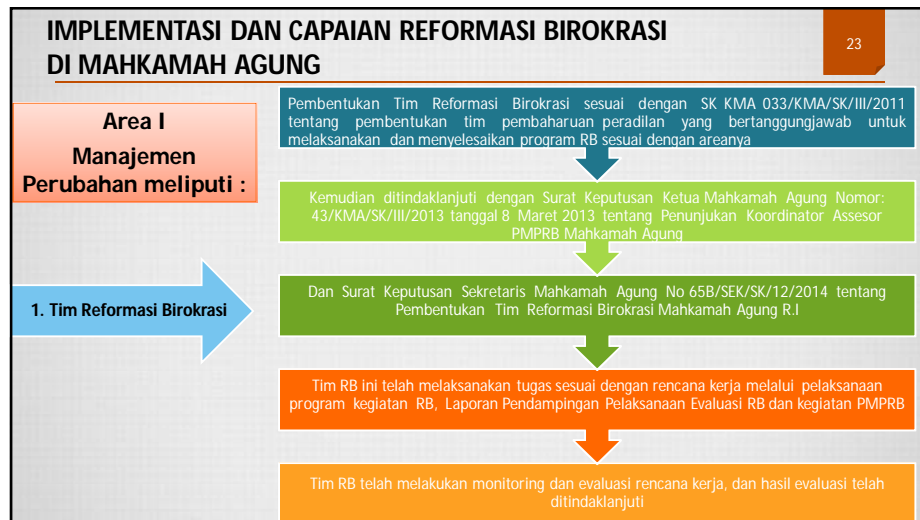 IMPLEMENTASI DAN CAPAIAN REFORMASI BIROKRASI
DI MAHKAMAH AGUNG
23
Area I
Manajemen
Perubahan meliputi :
1. Tim Reformasi Birokrasi
Pembentukan Tim Reformasi Birokrasi sesuai dengan SK KMA 033/KMA/SK/III/2011
tentang pembentukan tim pembaharuan peradilan yang bertanggungjawab untuk
melaksanakan dan menyelesaikan program RB sesuai dengan areanya
Kemudian ditindaklanjuti dengan Surat Keputusan Ketua Mahkamah Agung Nomor:
43/KMA/SK/III/2013 tanggal 8 Maret 2013 tentang Penunjukan Koordinator Assesor
PMPRB Mahkamah Agung
Dan Surat Keputusan Sekretaris Mahkamah Agung No 65B/SEK/SK/12/2014 tentang
Pembentukan Tim Reformasi Birokrasi Mahkamah Agung R.I
Tim RB ini telah melaksanakan tugas sesuai dengan rencana kerja melalui pelaksanaan
program kegiatan RB, Laporan Pendampingan Pelaksanaan Evaluasi RB dan kegiatan PMPRB
Tim RB telah melakukan monitoring dan evaluasi rencana kerja, dan hasil evaluasi telah
ditindaklanjuti